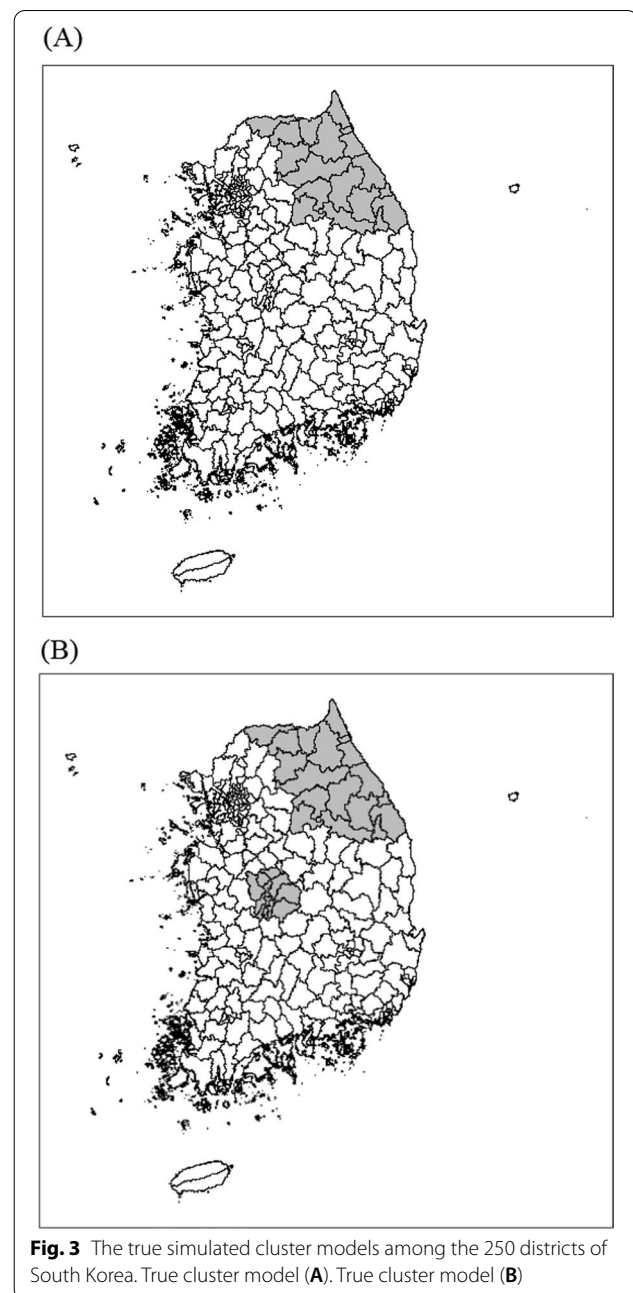 (A)
(B)
Fig. 3 The true simulated cluster models among the 250 districts of
South Korea. True cluster model (A). True cluster model (B)